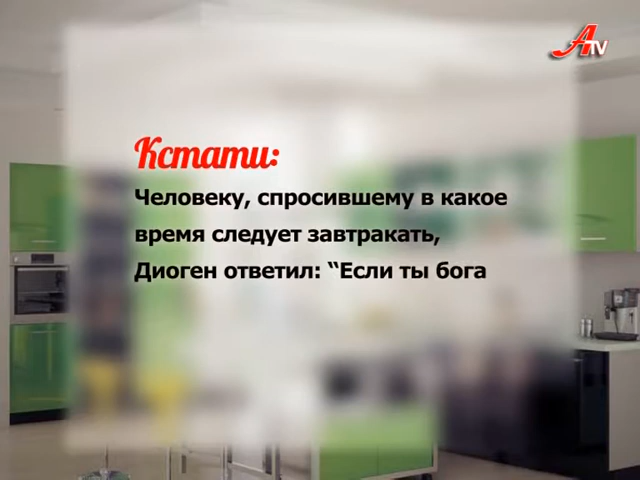 ATV
Кстати:
Человеку, спросившему в какое
время следует завтракать,
Диоген ответил: “Если ты бога